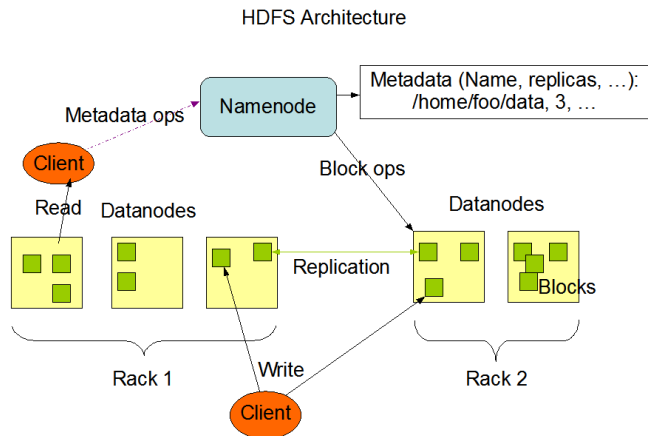 HDFS Architecture
Metadata (Name, replicas, …):
/home/foo/data, 3, …
Namenode
Metadata ops
Client
Block ops
Read
Datanodes
Datanodes
Replication
Blocks
Rack 1
Write
Rack 2
Client